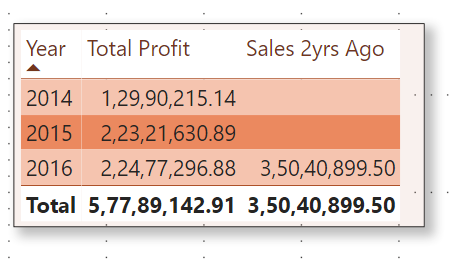 Year Total Profit Sales 2yrs Ago
2014 1,29,90,215.14
2015 2,23,21,630.89
2016 2,24,77,296.88 3,50,40,899.50
Total 5,77,89,142.91 3,50,40,899.50